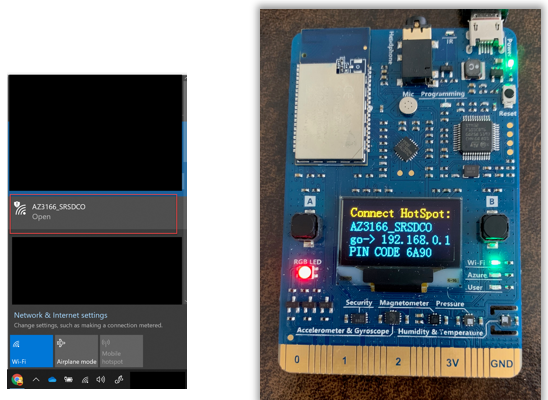 AZ3166_SRSDCO
Open
Network & Internet settings
Change settings, such as making a connection metered.
Wi-Fi
Airplane mode
Mobile hotspot
Headphone
IR
Power
Mic
Programming
Reset
A
B
Connect HotSpot:
AZ3166_SRSDCO
go-> 192.168.0.1
PIN CODE 6A90
RGB LED
Wi-Fi
Azure
User
Security Magnetometer Pressure
Accelerometer & Gyroscope Humidity & Temperature
0 1 2 3V GND